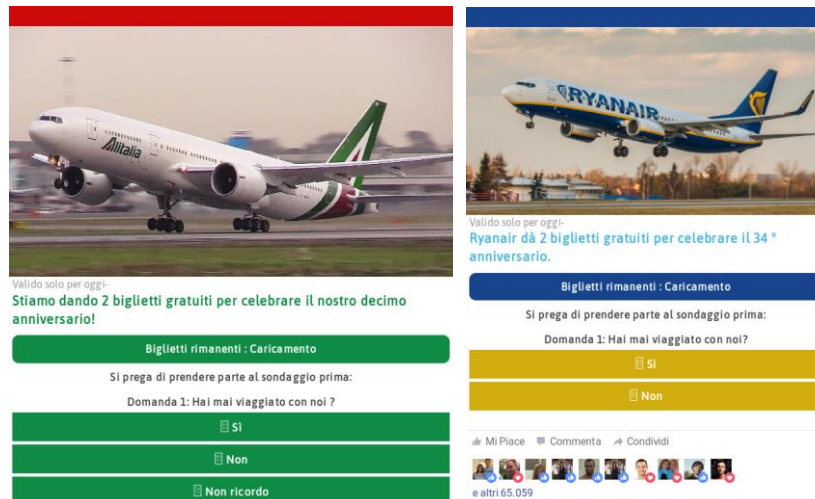 Alitalia
Valido solo per oggi-
Stiamo dando 2 biglietti gratuiti per celebrare il nostro decimo
anniversario!
Biglietti rimanenti : Caricamento
Si prega di prendere parte al sondaggio prima:
Domanda 1: Hai mai viaggiato con noi ?
Sì
Non
Non ricordo
RYANAIR
Valido solo per oggi-
Ryanair dà 2 biglietti gratuiti per celebrare il 34 °
anniversario.
Biglietti rimanenti : Caricamento
Si prega di prendere parte al sondaggio prima:
Domanda 1: Hai mai viaggiato con noi?
Sì
Non
Mi Piace Commenta Condividi
e altri 65.059